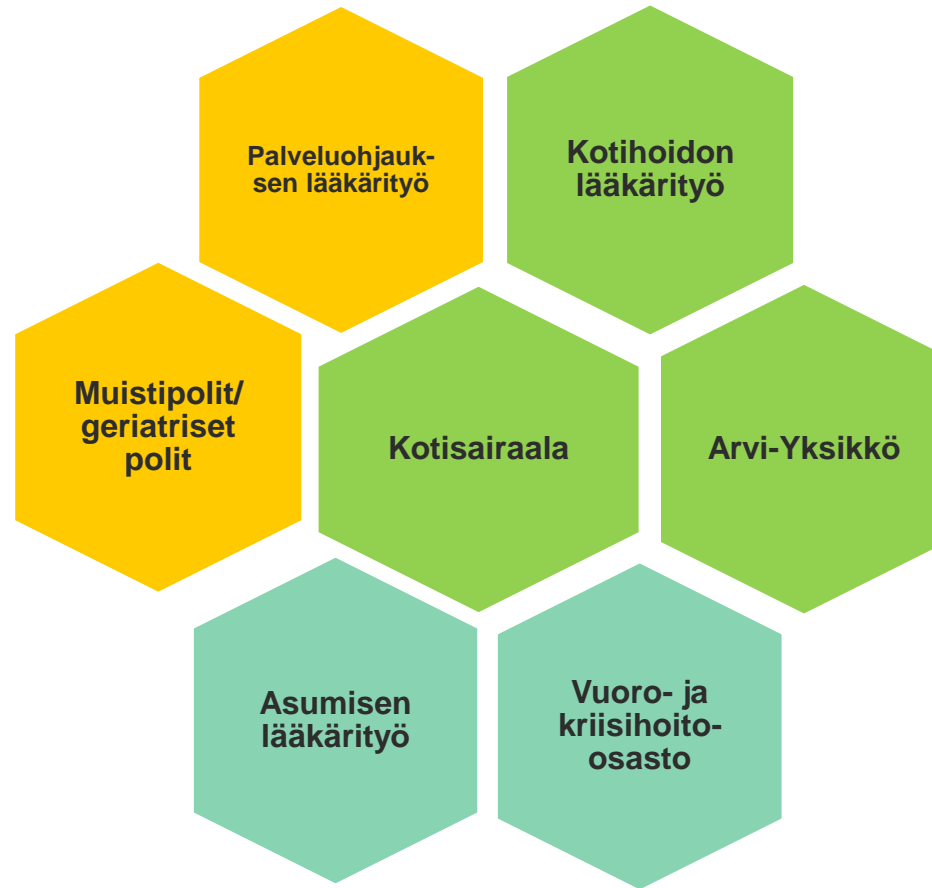 Palveluohjauk-
sen lääkärityö
Kotihoidon
lääkärityö
Muistipolit/
geriatriset
polit
Kotisairaala
Arvi-Yksikkö
Asumisen
lääkärityö
Vuoro- ja
kriisihoito-
osasto